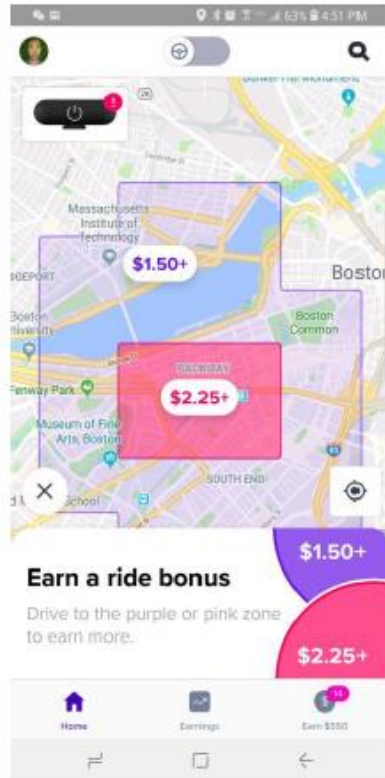 63% 4:51 PM
28
Massachusetts
Institute of
Technology
$1.50+
Boston
Boston
University
Boston
Common
Fenway Park
BACK BAY
$2.25+
Museum of Fine
Arts, Boston
SOUTH END
School
$1.50+
Earn a ride bonus
Drive to the purple or pink zone
to earn more.
$2.25+
14
Home
Earnings
Earn $550